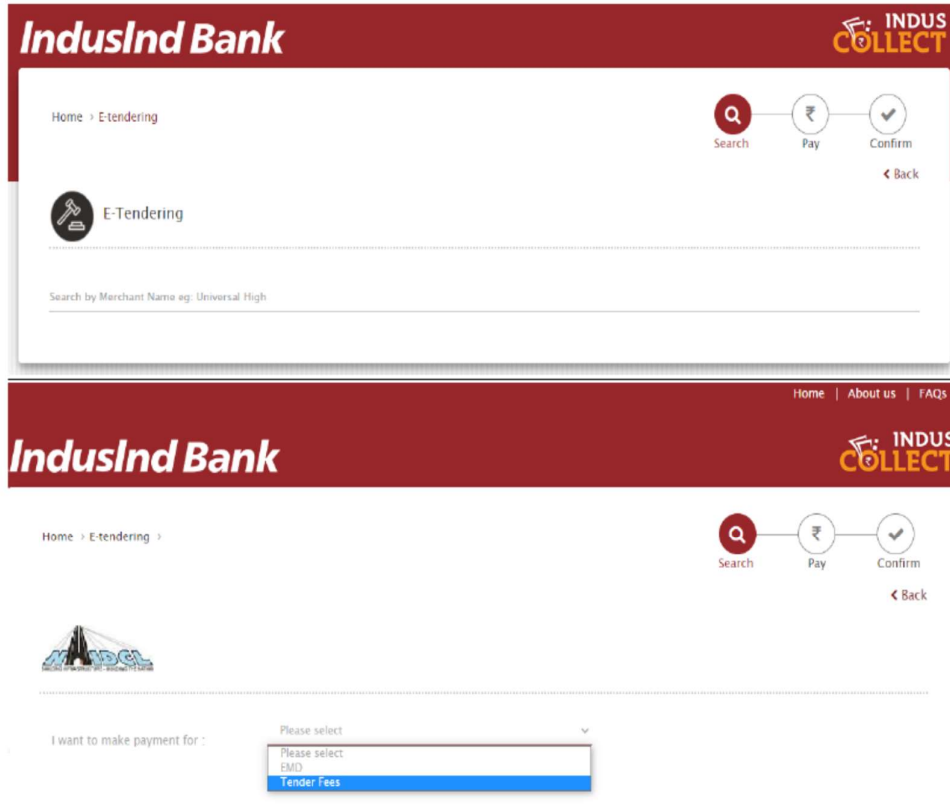 IndusInd Bank
INDUS
COLLECT
Home › E-tendering
Search
Pay
Confirm
Back
E-Tendering
Search by Merchant Name eg: Universal High
Home | About us | FAQs
IndusInd Bank
INDUS
COLLECT
Home › E-tendering ›
Search
Pay
Confirm
Back
NHIDCL
I want to make payment for :
Please select
Please select
EMD
Tender Fees